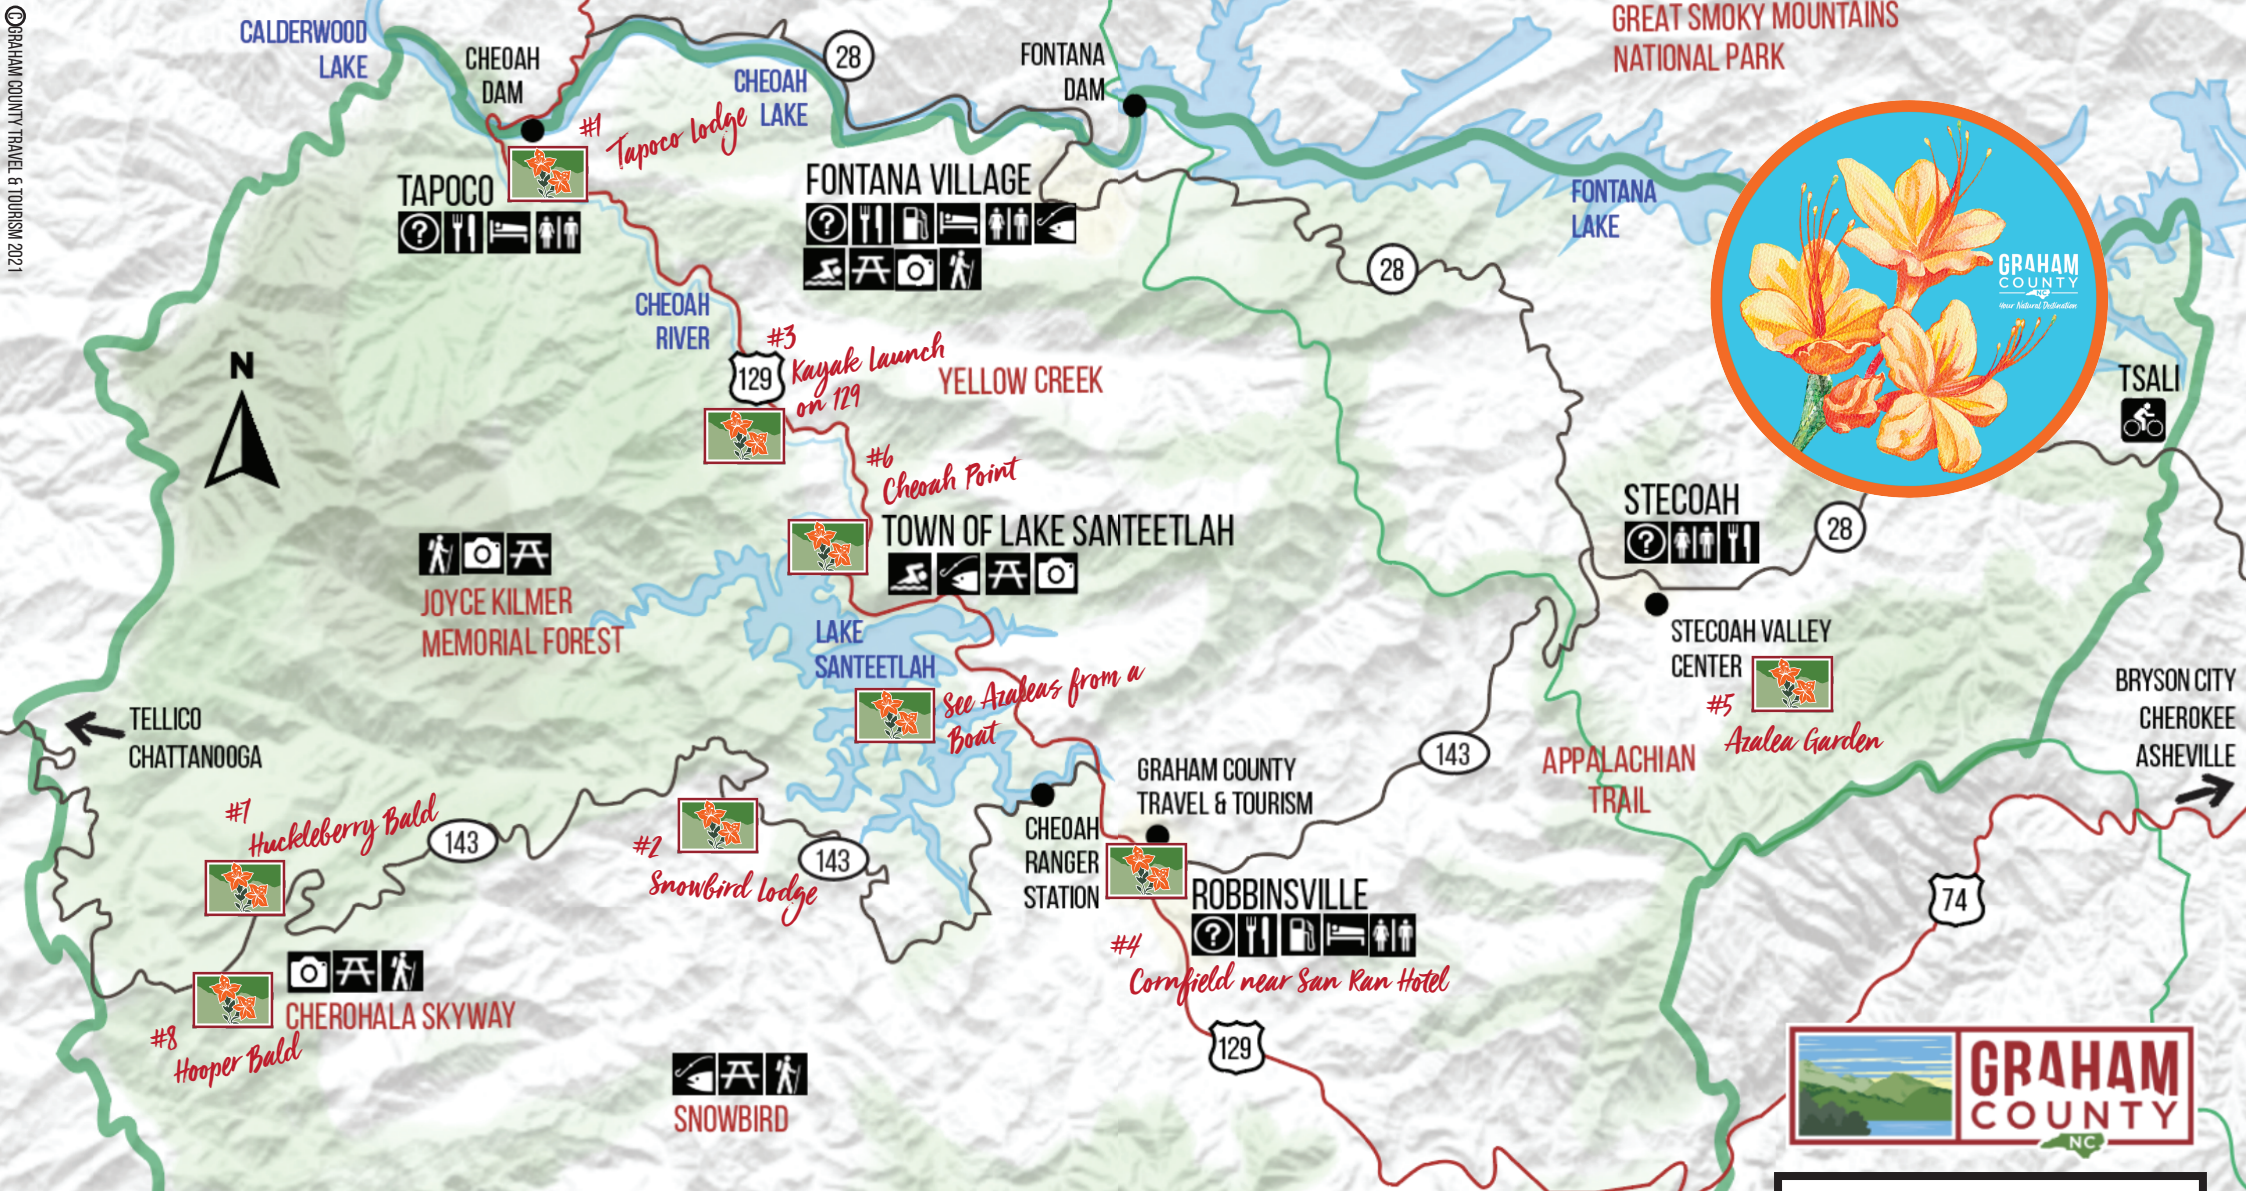 ©GRAHAM COUNTY TRAVEL & TOURISM 2021
CALDERWOOD
LAKE
CHEOAH
DAM
CHEOAH
LAKE
28
FONTANA
DAM
GREAT SMOKY MOUNTAINS
NATIONAL PARK
#1
Tapoco Lodge
TAPOCO
?
FONTANA VILLAGE
?
FONTANA
LAKE
28
GRAHAM
COUNTY
NC
Your Natural Destination
CHEOAH
RIVER
N
#3
Kayak Launch
on 129
129
YELLOW CREEK
TSALI
#6
Cheoah Point
TOWN OF LAKE SANTEETLAH
STECOAH
?
28
JOYCE KILMER
MEMORIAL FOREST
LAKE
SANTEETLAH
STECOAH VALLEY
CENTER
#5
Azalea Garden
See Azaleas from a
Boat
BRYSON CITY
CHEROKEE
ASHEVILLE
TELLICO
CHATTANOOGA
143
APPALACHIAN
TRAIL
GRAHAM COUNTY
TRAVEL & TOURISM
#7
Huckleberry Bald
143
#2
Snowbird Lodge
143
CHEOAH
RANGER
STATION
ROBBINSVILLE
?
74
#4
Cornfield near San Ran Hotel
CHEROHALA SKYWAY
#8
Hooper Bald
129
SNOWBIRD
GRAHAM
COUNTY
NC